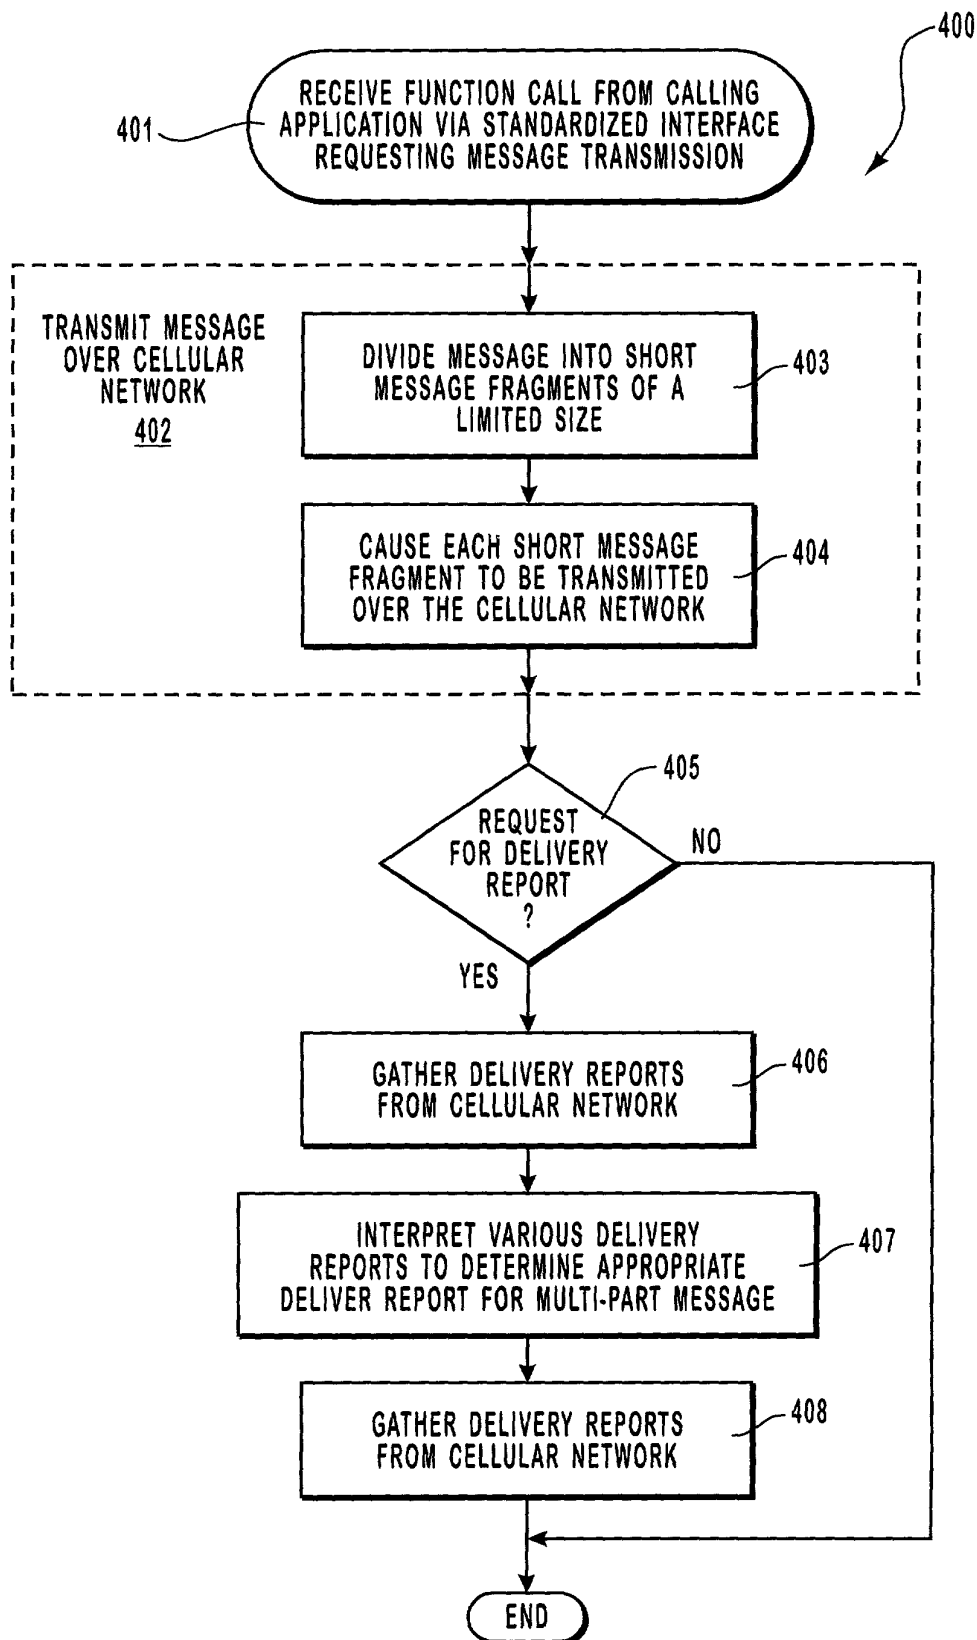 400
401
RECEIVE FUNCTION CALL FROM CALLING
APPLICATION VIA STANDARDIZED INTERFACE
REQUESTING MESSAGE TRANSMISSION
TRANSMIT MESSAGE
OVER CELLULAR
NETWORK
402
DIVIDE MESSAGE INTO SHORT
MESSAGE FRAGMENTS OF A
LIMITED SIZE
403
CAUSE EACH SHORT MESSAGE
FRAGMENT TO BE TRANSMITTED
OVER THE CELLULAR NETWORK
404
405
REQUEST
FOR DELIVERY
REPORT
?
NO
YES
GATHER DELIVERY REPORTS
FROM CELLULAR NETWORK
406
INTERPRET VARIOUS DELIVERY
REPORTS TO DETERMINE APPROPRIATE
DELIVER REPORT FOR MULTI-PART MESSAGE
407
GATHER DELIVERY REPORTS
FROM CELLULAR NETWORK
408
END